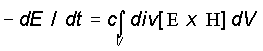 − dE / dt = c∫ div[E x H] dV
V